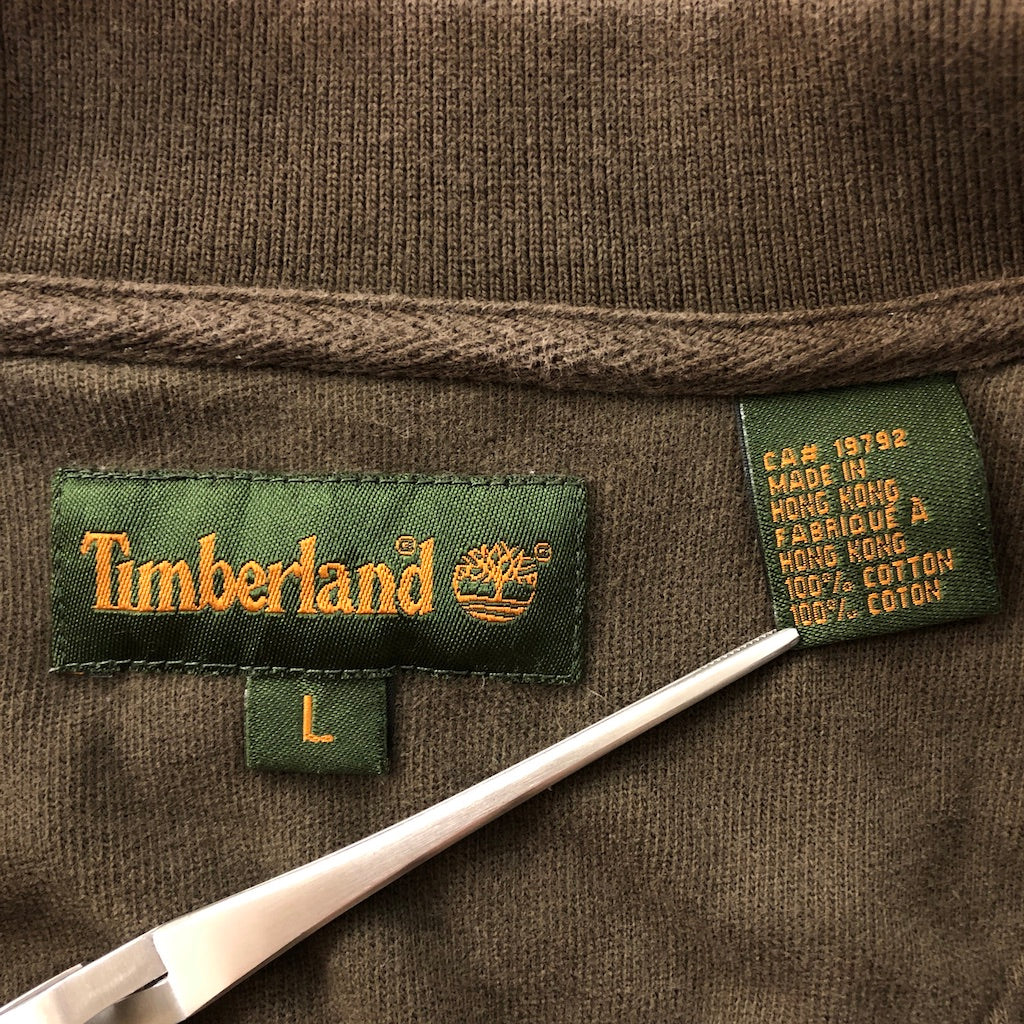 Timberland®
®
L
CA# 19792
MADE IN
HONG KONG
FABRIQUE À
HONG KONG
100% COTTON
100% COTON